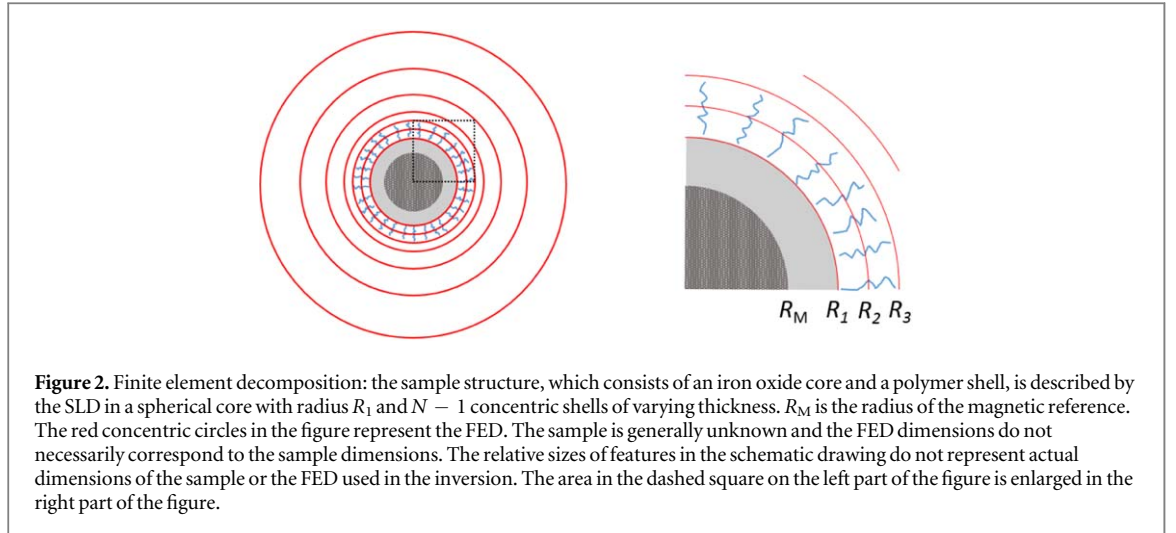 R_M R_1 R_2 R_3
Figure 2. Finite element decomposition: the sample structure, which consists of an iron oxide core and a polymer shell, is described by
the SLD in a spherical core with radius R_1 and N − 1 concentric shells of varying thickness. R_M is the radius of the magnetic reference.
The red concentric circles in the figure represent the FED. The sample is generally unknown and the FED dimensions do not
necessarily correspond to the sample dimensions. The relative sizes of features in the schematic drawing do not represent actual
dimensions of the sample or the FED used in the inversion. The area in the dashed square on the left part of the figure is enlarged in the
right part of the figure.